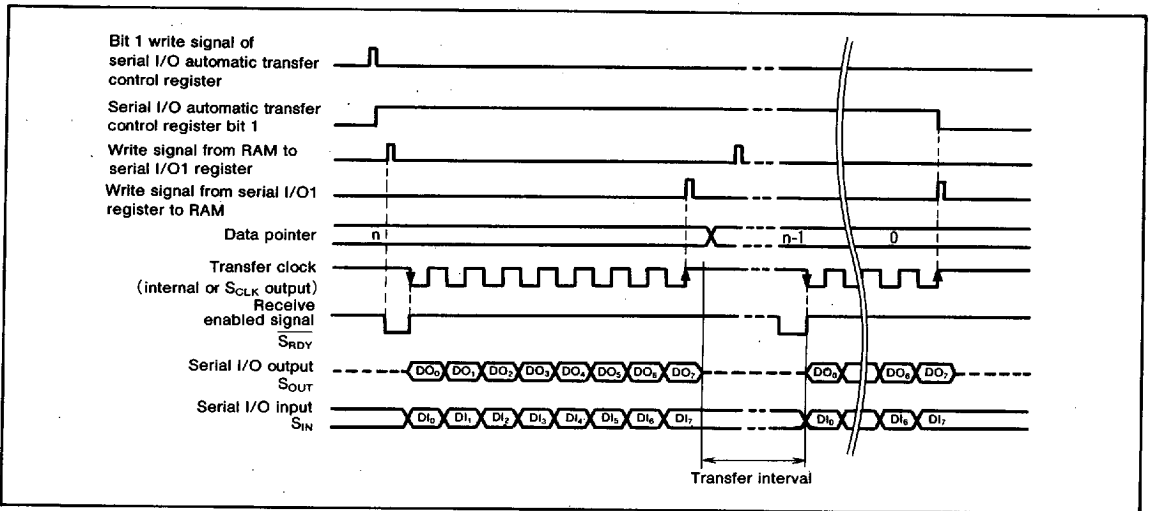 Bit 1 write signal of
serial I/O automatic transfer
control register
Serial I/O automatic transfer
control register bit 1
Write signal from RAM to
serial I/O1 register
Write signal from serial I/O1
register to RAM
Data pointer
n
n-1
0
Transfer clock
(internal or SCLK output)
Receive
enabled signal
SRDY
Serial I/O output
SOUT
DO0 DO1 DO2 DO3 DO4 DO5 DO6 DO7 DO0 DO6 DO7
Serial I/O input
SIN
DI0 DI1 DI2 DI3 DI4 DI5 DI6 DI7 DI0 DI6 DI7
Transfer interval